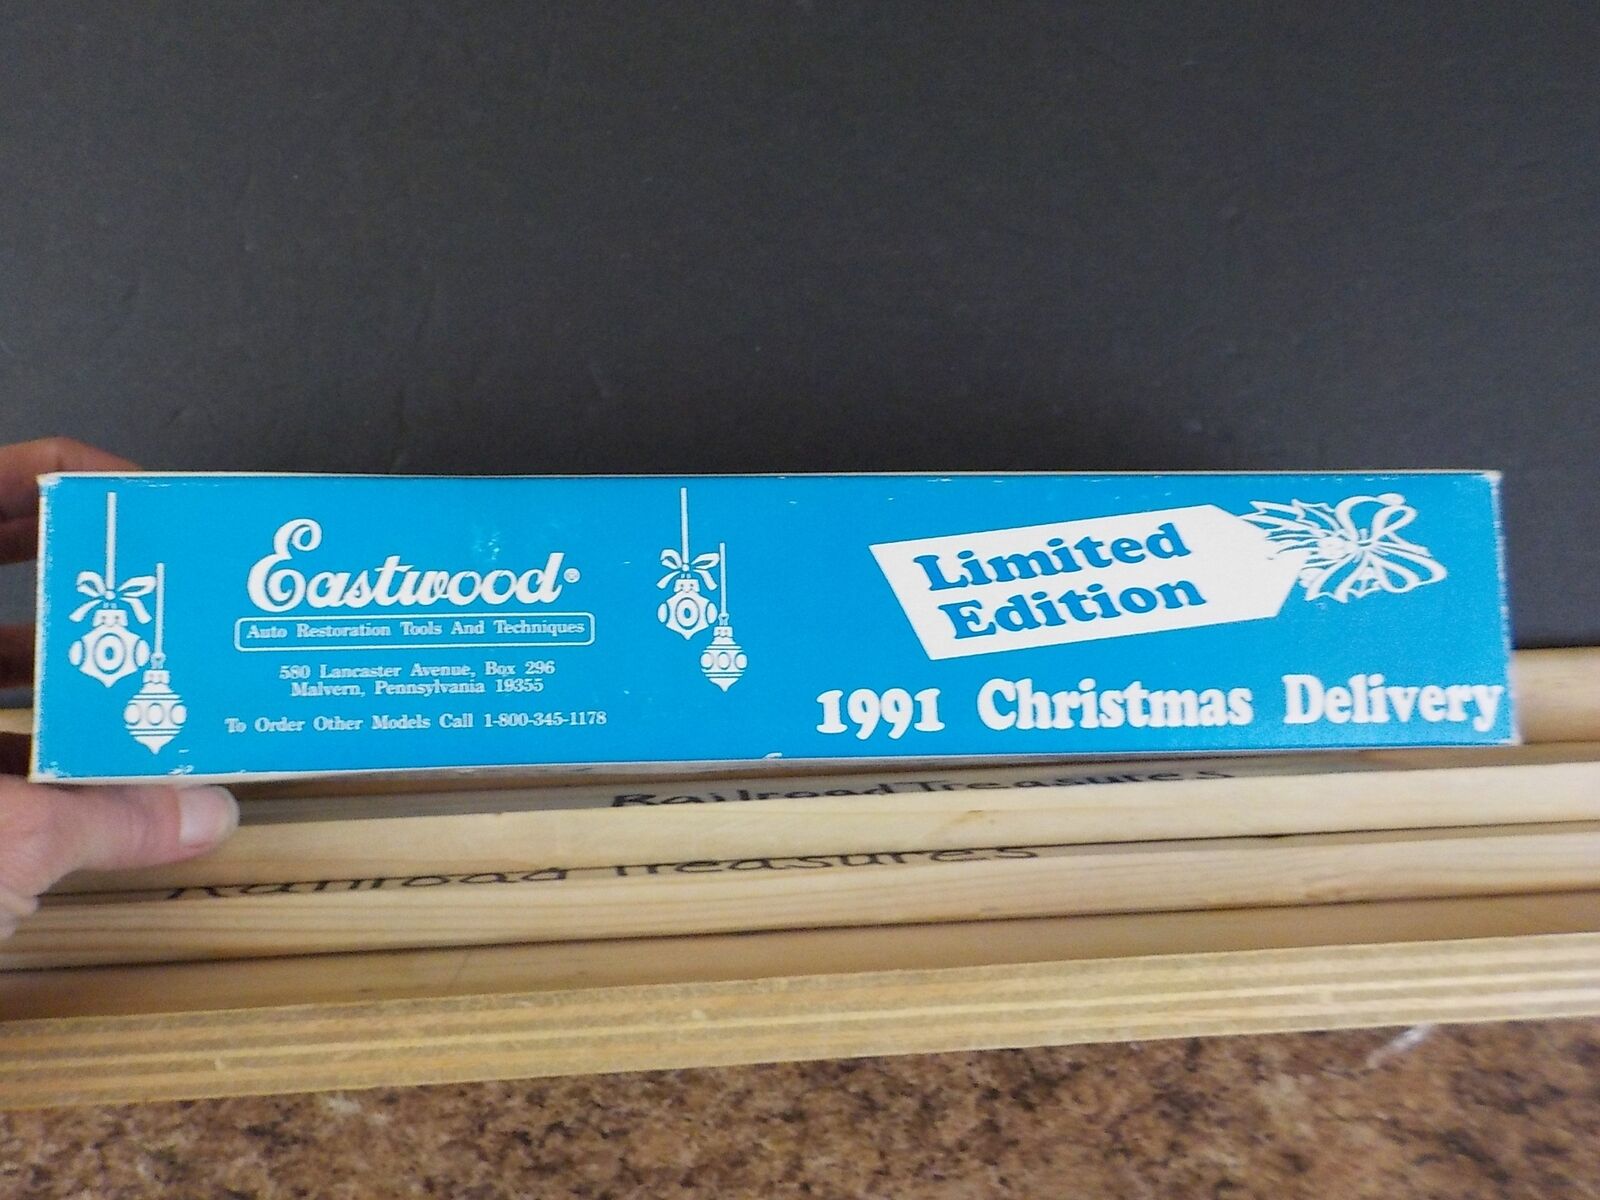 Eastwood®
Auto Restoration Tools And Techniques
580 Lancaster Avenue, Box 296
Malvern, Pennsylvania 19355
To Order Other Models Call 1-800-345-1178
Limited
Edition
1991 Christmas Delivery
Railroad Treasures
Railroad Treasures